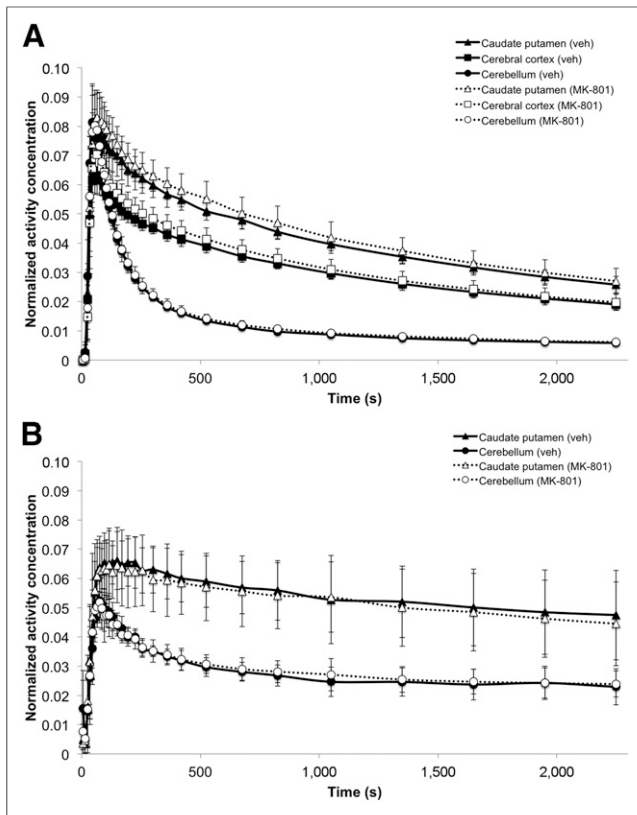 A
Caudate putamen (veh)
Cerebral cortex (veh)
Cerebellum (veh)
Caudate putamen (MK-801)
Cerebral cortex (MK-801)
Cerebellum (MK-801)
Normalized activity concentration
0.10
0.09
0.08
0.07
0.06
0.05
0.04
0.03
0.02
0.01
0
0
500
1,000
1,500
2,000
Time (s)
B
Caudate putamen (veh)
Cerebellum (veh)
Caudate putamen (MK-801)
Cerebellum (MK-801)
Normalized activity concentration
0.10
0.09
0.08
0.07
0.06
0.05
0.04
0.03
0.02
0.01
0
0
500
1,000
1,500
2,000
Time (s)